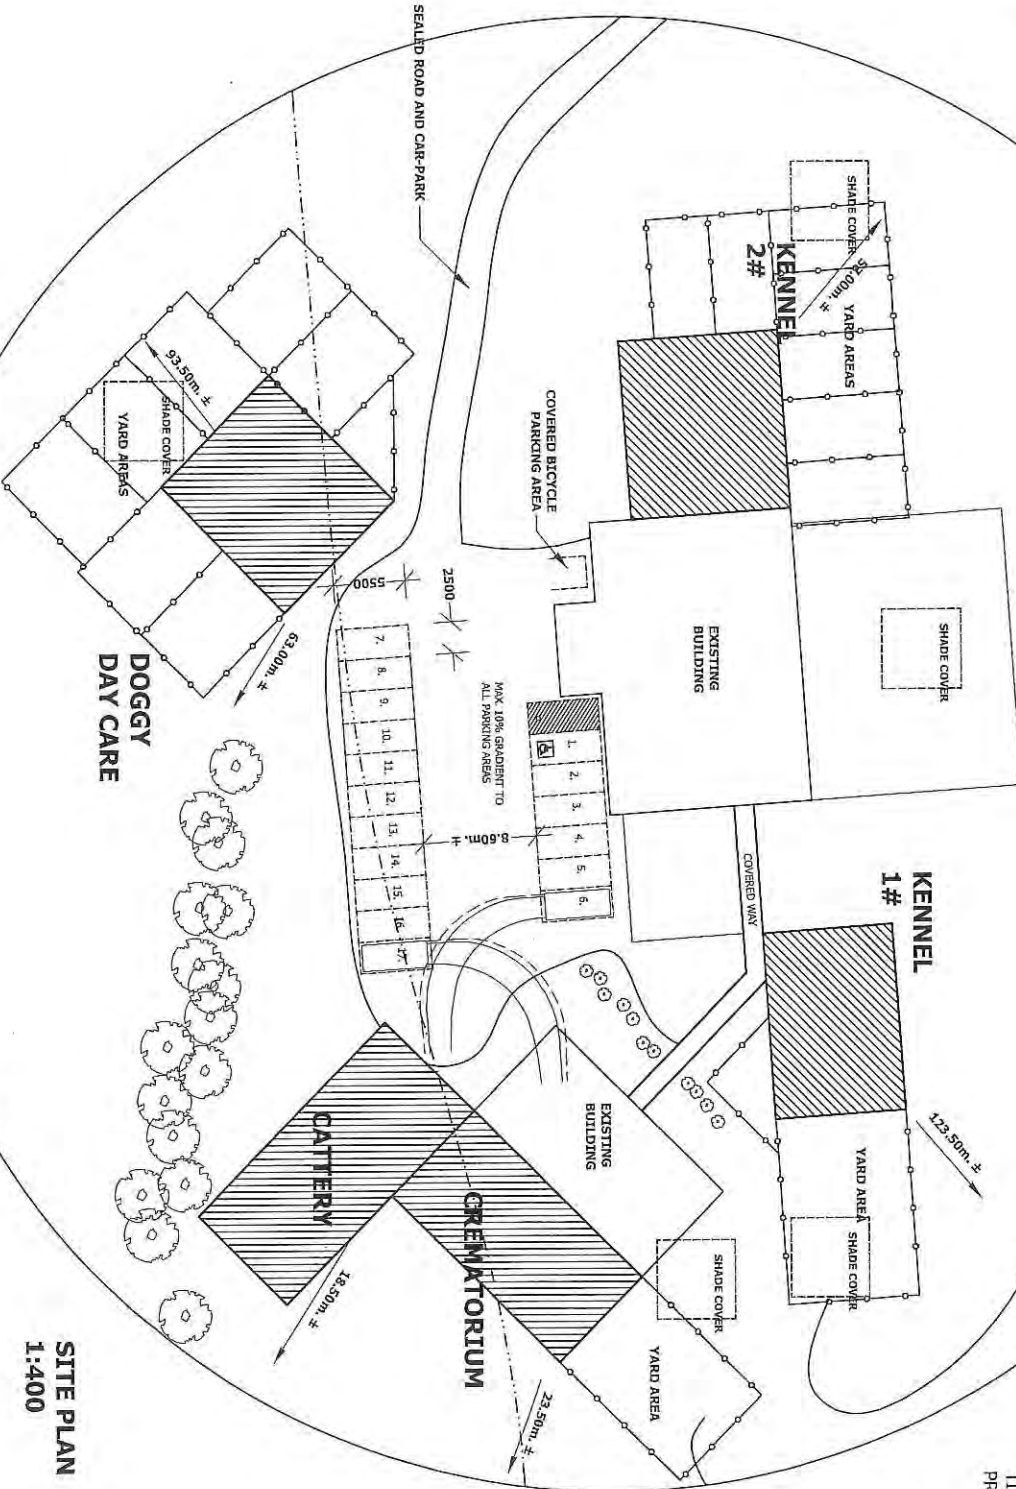 SEALED ROAD AND CAR-PARK
SHADE COVER
52.00m. ±
KENNEL
2#
YARD AREAS
COVERED BICYCLE
PARKING AREA
SHADE COVER
EXISTING
BUILDING
93.50m. ±
SHADE COVER
YARD AREAS
5500
2500
63.00m. ±
DOGGY
DAY CARE
MAX. 10% GRADIENT TO
ALL PARKING AREAS
1.
2.
3.
4.
5.
6.
7.
8.
9.
10.
11.
12.
13.
14.
15.
16.
17.
8.60m. ±
COVERED WAY
KENNEL
1#
123.50m. ±
YARD AREA
SHADE COVER
EXISTING
BUILDING
CATTERY
CREMATORIUM
SHADE COVER
YARD AREA
18.50m. ±
23.50m. ±
SITE PLAN
1:400